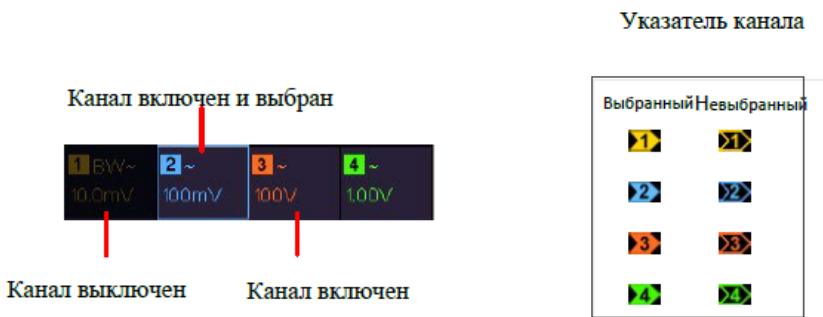 Указатель канала
Канал включен и выбран
Выбранный Невыбранный
1 1
1 BW~ 2 ~ 3 ~ 4 ~
10.0mV 100mV 100V 1.00V
2 2
3 3
Канал выключен Канал включен
4 4